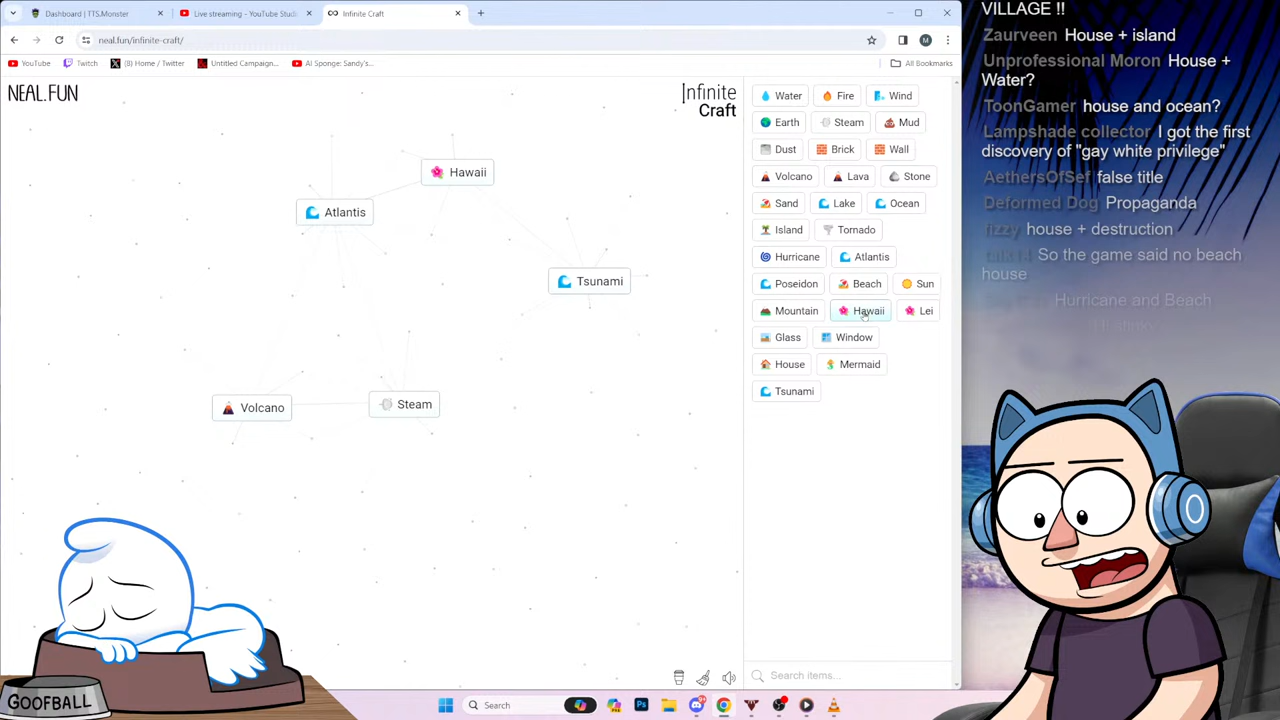 Dashboard | TTS.Monster
Live streaming - YouTube Studi
Infinite Craft
neal.fun/infinite-craft/
YouTube
Twitch
(8) Home / Twitter
Untitled Campaign...
AI Sponge: Sandy's...
All Bookmarks
NEAL.FUN
Infinite
Craft
Hawaii
Atlantis
Tsunami
Volcano
Steam
Water
Fire
Wind
Earth
Steam
Mud
Dust
Brick
Wall
Volcano
Lava
Stone
Sand
Lake
Ocean
Island
Tornado
Hurricane
Atlantis
Poseidon
Beach
Sun
Mountain
Hawaii
Lei
Glass
Window
House
Mermaid
Tsunami
Search items...
Search
VILLAGE !!
Zaurveen House + island
Unprofessional Moron House +
Water?
ToonGamer house and ocean?
Lampshade collector I got the first
discovery of "gay white privilege"
AethersOfSef false title
Deformed Dog Propaganda
fizzy house + destruction
So the game said no beach
house
Hurricane and Beach
GOOFBALL